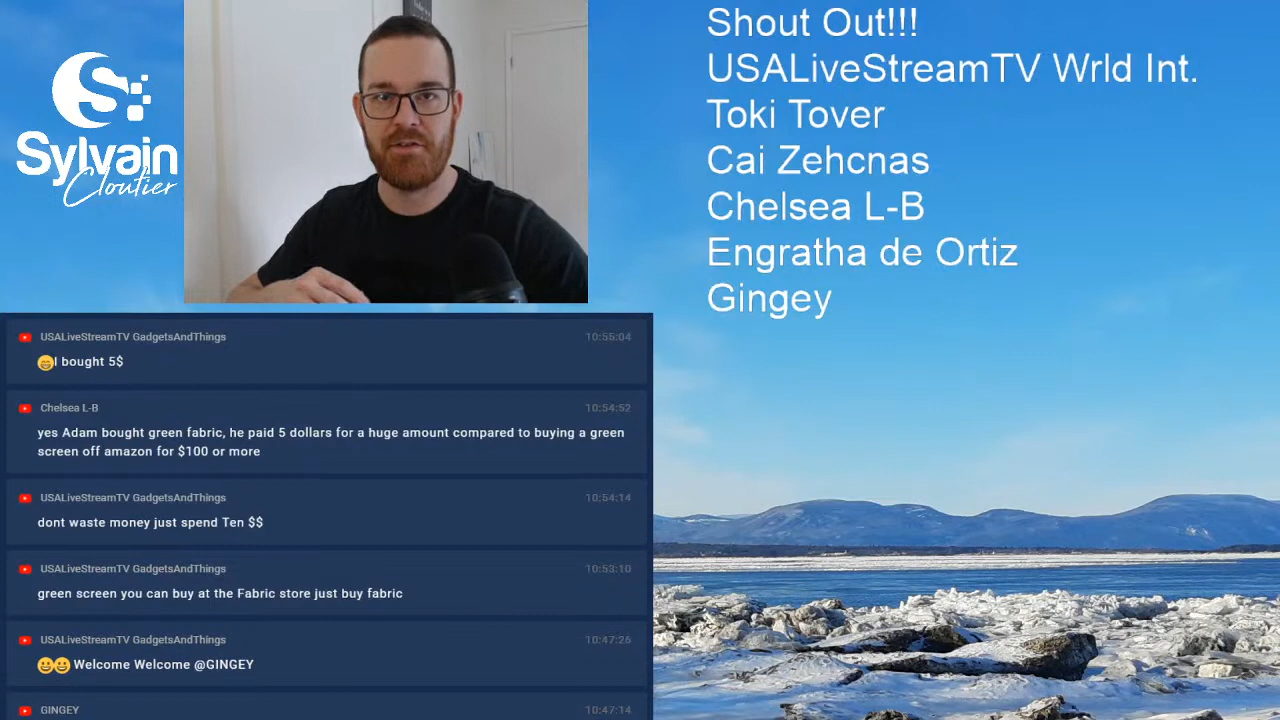 Sylvain
Cloutier
Shout Out!!!
USALiveStreamTV Wrld Int.
Toki Tover
Cai Zehcnas
Chelsea L-B
Engratha de Ortiz
Gingey
USALiveStreamTV GadgetsAndThings 10:55:04
😁I bought 5$
Chelsea L-B 10:54:52
yes Adam bought green fabric, he paid 5 dollars for a huge amount compared to buying a green
screen off amazon for $100 or more
USALiveStreamTV GadgetsAndThings 10:54:14
dont waste money just spend Ten $$
USALiveStreamTV GadgetsAndThings 10:53:10
green screen you can buy at the Fabric store just buy fabric
USALiveStreamTV GadgetsAndThings 10:47:26
😀😀 Welcome Welcome @GINGEY
GINGEY 10:47:14